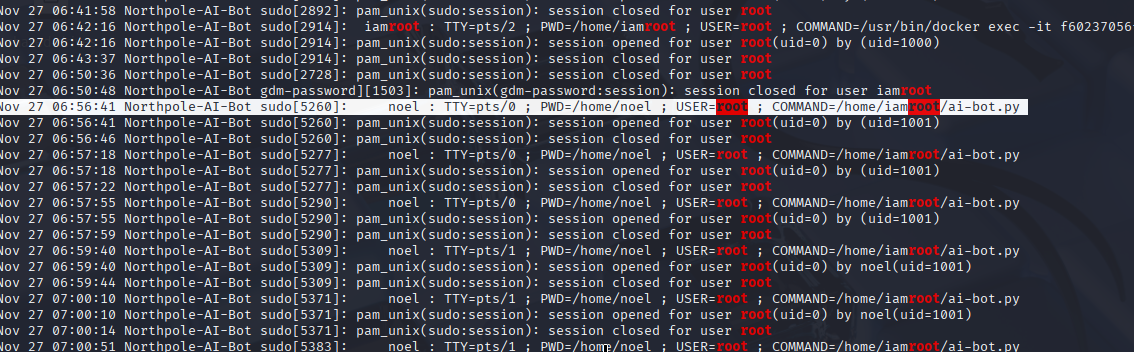 Nov 27 06:41:58 Northpole-AI-Bot sudo[2892]: pam_unix(sudo:session): session closed for user root
Nov 27 06:42:16 Northpole-AI-Bot sudo[2914]:  iamroot : TTY=pts/2 ; PWD=/home/iamroot ; USER=root ; COMMAND=/usr/bin/docker exec -it f60237056
Nov 27 06:42:16 Northpole-AI-Bot sudo[2914]: pam_unix(sudo:session): session opened for user root(uid=0) by (uid=1000)
Nov 27 06:43:37 Northpole-AI-Bot sudo[2914]: pam_unix(sudo:session): session closed for user root
Nov 27 06:50:36 Northpole-AI-Bot sudo[2728]: pam_unix(sudo:session): session closed for user root
Nov 27 06:50:48 Northpole-AI-Bot gdm-password][1503]: pam_unix(gdm-password:session): session closed for user iamroot
Nov 27 06:56:41 Northpole-AI-Bot sudo[5260]:     noel : TTY=pts/0 ; PWD=/home/noel ; USER=root ; COMMAND=/home/iamroot/ai-bot.py
Nov 27 06:56:41 Northpole-AI-Bot sudo[5260]: pam_unix(sudo:session): session opened for user root(uid=0) by (uid=1001)
Nov 27 06:56:46 Northpole-AI-Bot sudo[5260]: pam_unix(sudo:session): session closed for user root
Nov 27 06:57:18 Northpole-AI-Bot sudo[5277]:     noel : TTY=pts/0 ; PWD=/home/noel ; USER=root ; COMMAND=/home/iamroot/ai-bot.py
Nov 27 06:57:18 Northpole-AI-Bot sudo[5277]: pam_unix(sudo:session): session opened for user root(uid=0) by (uid=1001)
Nov 27 06:57:22 Northpole-AI-Bot sudo[5277]: pam_unix(sudo:session): session closed for user root
Nov 27 06:57:55 Northpole-AI-Bot sudo[5290]:     noel : TTY=pts/0 ; PWD=/home/noel ; USER=root ; COMMAND=/home/iamroot/ai-bot.py
Nov 27 06:57:55 Northpole-AI-Bot sudo[5290]: pam_unix(sudo:session): session opened for user root(uid=0) by (uid=1001)
Nov 27 06:57:59 Northpole-AI-Bot sudo[5290]: pam_unix(sudo:session): session closed for user root
Nov 27 06:59:40 Northpole-AI-Bot sudo[5309]:     noel : TTY=pts/1 ; PWD=/home/noel ; USER=root ; COMMAND=/home/iamroot/ai-bot.py
Nov 27 06:59:40 Northpole-AI-Bot sudo[5309]: pam_unix(sudo:session): session opened for user root(uid=0) by noel(uid=1001)
Nov 27 06:59:44 Northpole-AI-Bot sudo[5309]: pam_unix(sudo:session): session closed for user root
Nov 27 07:00:10 Northpole-AI-Bot sudo[5371]:     noel : TTY=pts/1 ; PWD=/home/noel ; USER=root ; COMMAND=/home/iamroot/ai-bot.py
Nov 27 07:00:10 Northpole-AI-Bot sudo[5371]: pam_unix(sudo:session): session opened for user root(uid=0) by noel(uid=1001)
Nov 27 07:00:14 Northpole-AI-Bot sudo[5371]: pam_unix(sudo:session): session closed for user root
Nov 27 07:00:51 Northpole-AI-Bot sudo[5383]:     noel : TTY=pts/1 ; PWD=/home/noel ; USER=root ; COMMAND=/home/iamroot/ai-bot.py